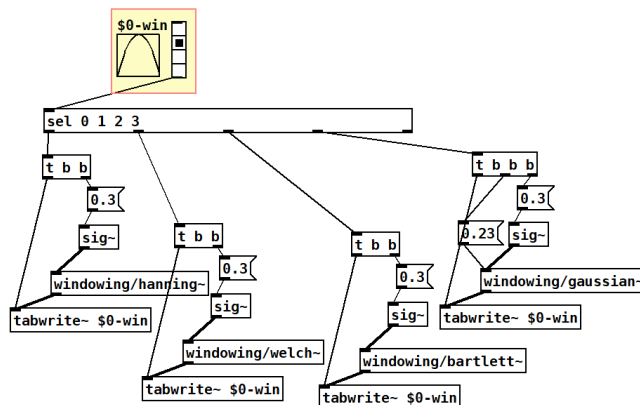 $0-win
sel 0 1 2 3
t b b
0.3
sig~
windowing/hanning~
tabwrite~ $0-win
t b b
0.3
sig~
windowing/welch~
tabwrite~ $0-win
t b b
0.3
sig~
windowing/bartlett~
tabwrite~ $0-win
t b b b
0.3
0.23
sig~
windowing/gaussian~
tabwrite~ $0-win